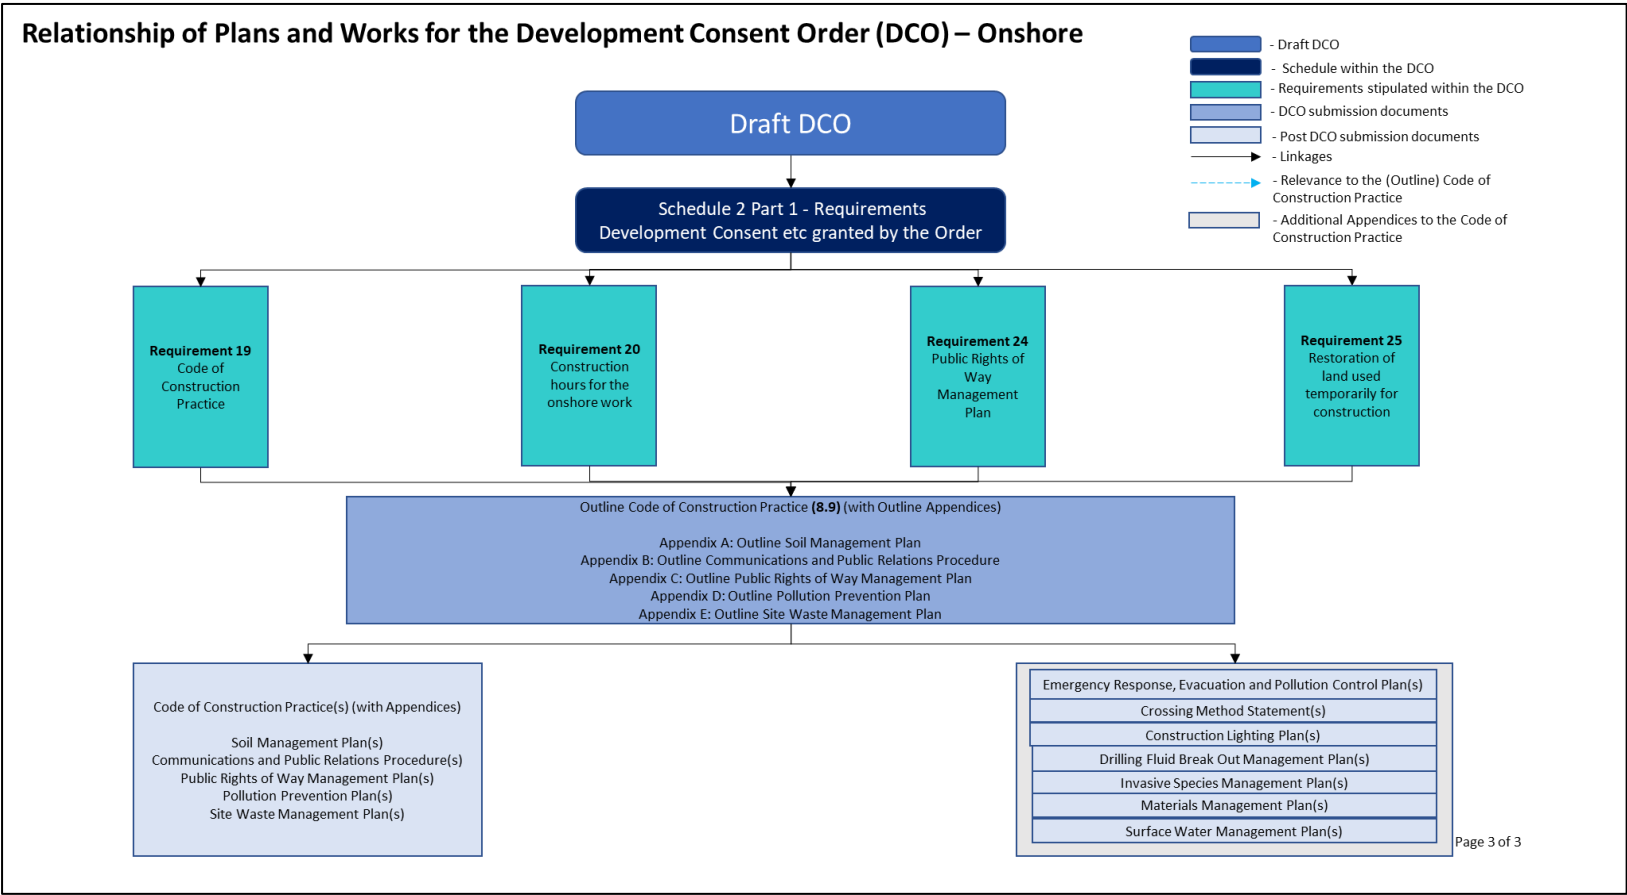 Relationship of Plans and Works for the Development Consent Order (DCO) – Onshore
- Draft DCO
- Schedule within the DCO
- Requirements stipulated within the DCO
- DCO submission documents
- Post DCO submission documents
- Linkages
- Relevance to the (Outline) Code of
Construction Practice
- Additional Appendices to the Code of
Construction Practice
Draft DCO
Schedule 2 Part 1 - Requirements
Development Consent etc granted by the Order
Requirement 19
Code of
Construction
Practice
Requirement 20
Construction
hours for the
onshore work
Requirement 24
Public Rights of
Way
Management
Plan
Requirement 25
Restoration of
land used
temporarily for
construction
Outline Code of Construction Practice (8.9) (with Outline Appendices)
Appendix A: Outline Soil Management Plan
Appendix B: Outline Communications and Public Relations Procedure
Appendix C: Outline Public Rights of Way Management Plan
Appendix D: Outline Pollution Prevention Plan
Appendix E: Outline Site Waste Management Plan
Code of Construction Practice(s) (with Appendices)
Soil Management Plan(s)
Communications and Public Relations Procedure(s)
Public Rights of Way Management Plan(s)
Pollution Prevention Plan(s)
Site Waste Management Plan(s)
Emergency Response, Evacuation and Pollution Control Plan(s)
Crossing Method Statement(s)
Construction Lighting Plan(s)
Drilling Fluid Break Out Management Plan(s)
Invasive Species Management Plan(s)
Materials Management Plan(s)
Surface Water Management Plan(s)
Page 3 of 3